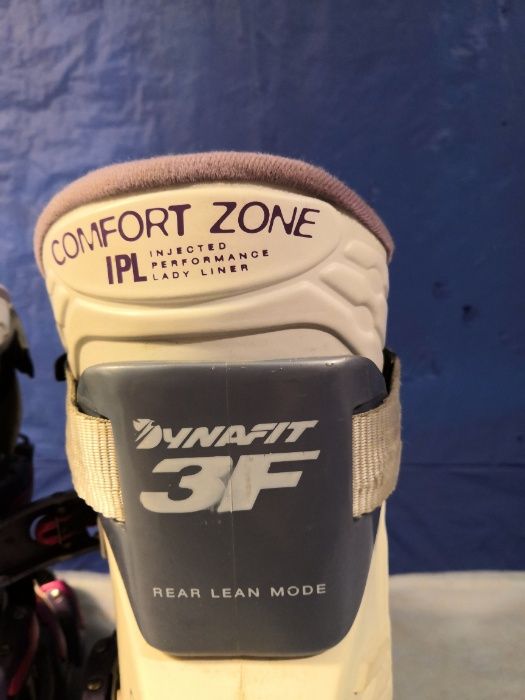 COMFORT ZONE
IPL INJECTED
PERFORMANCE
LADY LINER
DYNAFIT
3F
REAR LEAN MODE